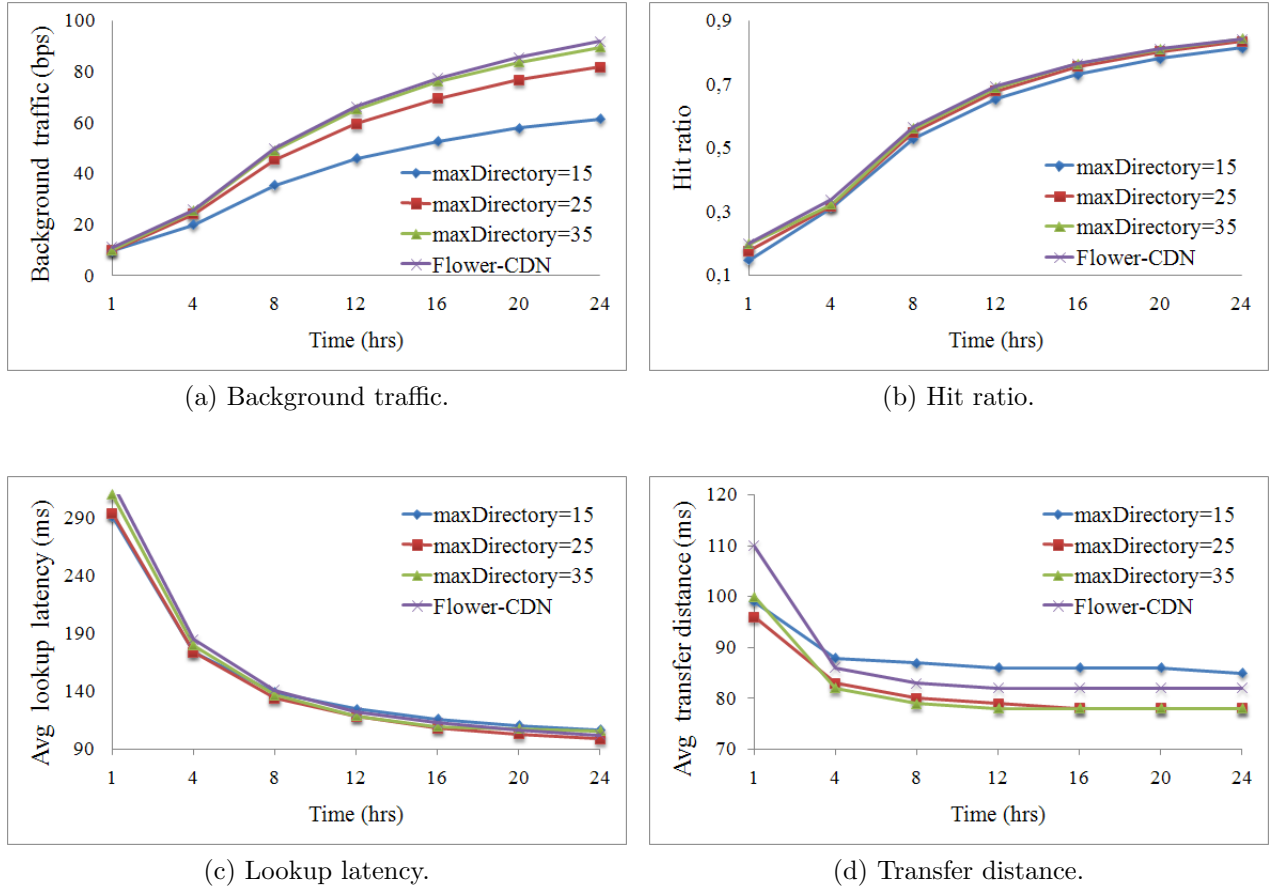 Background traffic (bps)
100
80
60
40
20
0
maxDirectory=15
maxDirectory=25
maxDirectory=35
Flower-CDN
1 4 8 12 16 20 24
Time (hrs)
(a) Background traffic.
Hit ratio
0,9
0,7
0,5
0,3
0,1
maxDirectory=15
maxDirectory=25
maxDirectory=35
Flower-CDN
1 4 8 12 16 20 24
Time (hrs)
(b) Hit ratio.
Avg lookup latency (ms)
290
240
190
140
90
maxDirectory=15
maxDirectory=25
maxDirectory=35
Flower-CDN
1 4 8 12 16 20 24
Time (hrs)
(c) Lookup latency.
Avg transfer distance (ms)
120
110
100
90
80
70
maxDirectory=15
maxDirectory=25
maxDirectory=35
Flower-CDN
1 4 8 12 16 20 24
Time (hrs)
(d) Transfer distance.